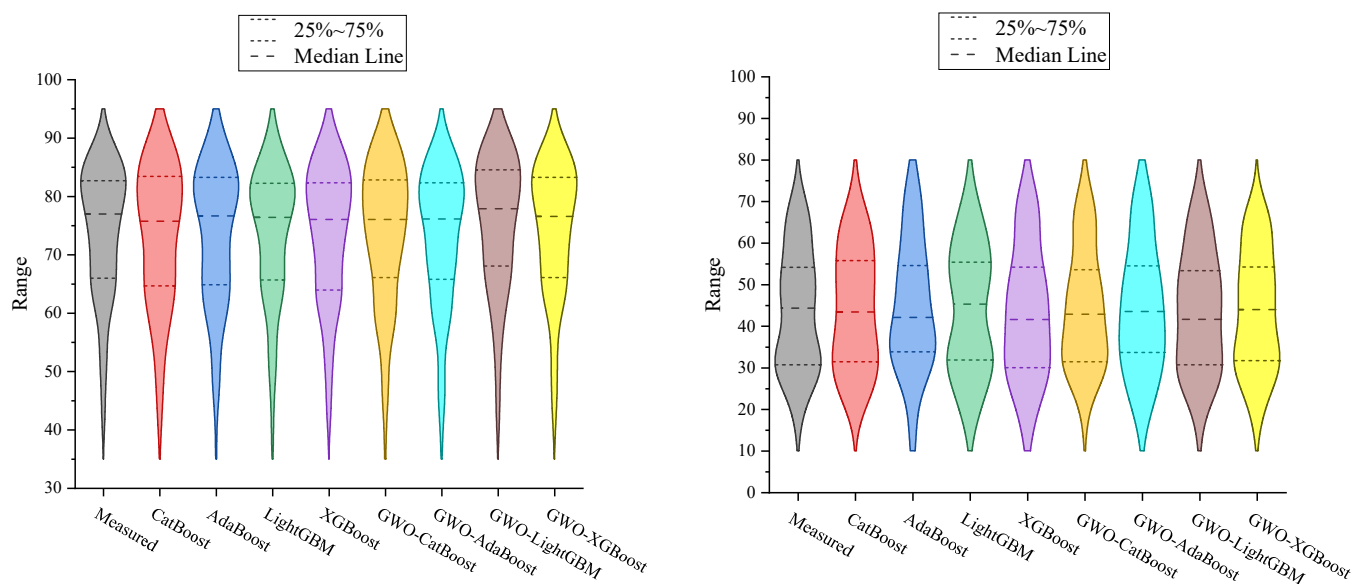 25%~75%
Median Line
Range
100
90
80
70
60
50
40
30
Measured
CatBoost
AdaBoost
LightGBM
XGBoost
GWO-CatBoost
GWO-AdaBoost
GWO-LightGBM
GWO-XGBoost
25%~75%
Median Line
Range
100
90
80
70
60
50
40
30
20
10
0
Measured
CatBoost
AdaBoost
LightGBM
XGBoost
GWO-CatBoost
GWO-AdaBoost
GWO-LightGBM
GWO-XGBoost